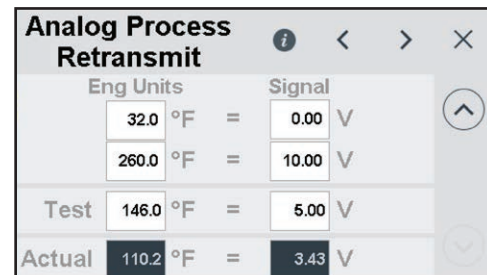 Analog Process
Retransmit
i
Eng Units Signal
32.0 °F = 0.00 V
260.0 °F = 10.00 V
Test 146.0 °F = 5.00 V
Actual 110.2 °F = 3.43 V